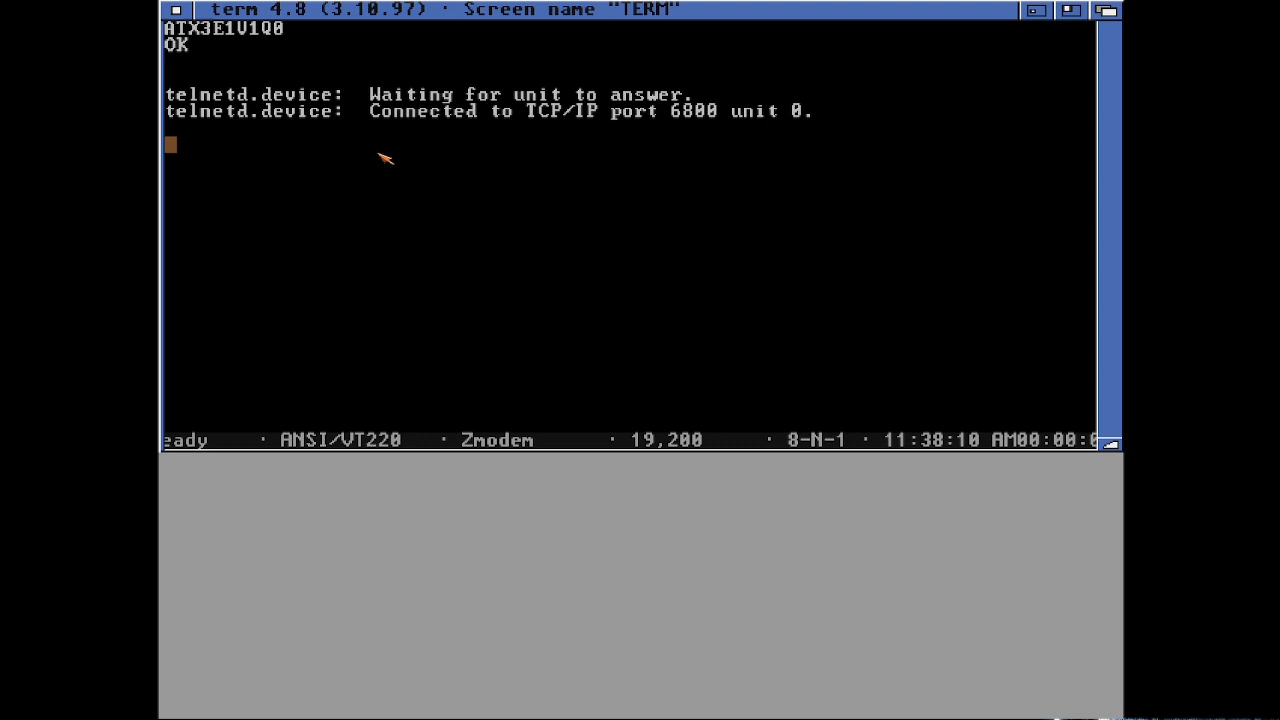 term 4.8 (3.10.97) · Screen name "TERM"
ATX3E1V1Q0
OK
telnetd.device: Waiting for unit to answer.
telnetd.device: Connected to TCP/IP port 6800 unit 0.
eady · ANSI/VT220 · Zmodem · 19,200 · 8-N-1 · 11:38:10 AM00:00:0